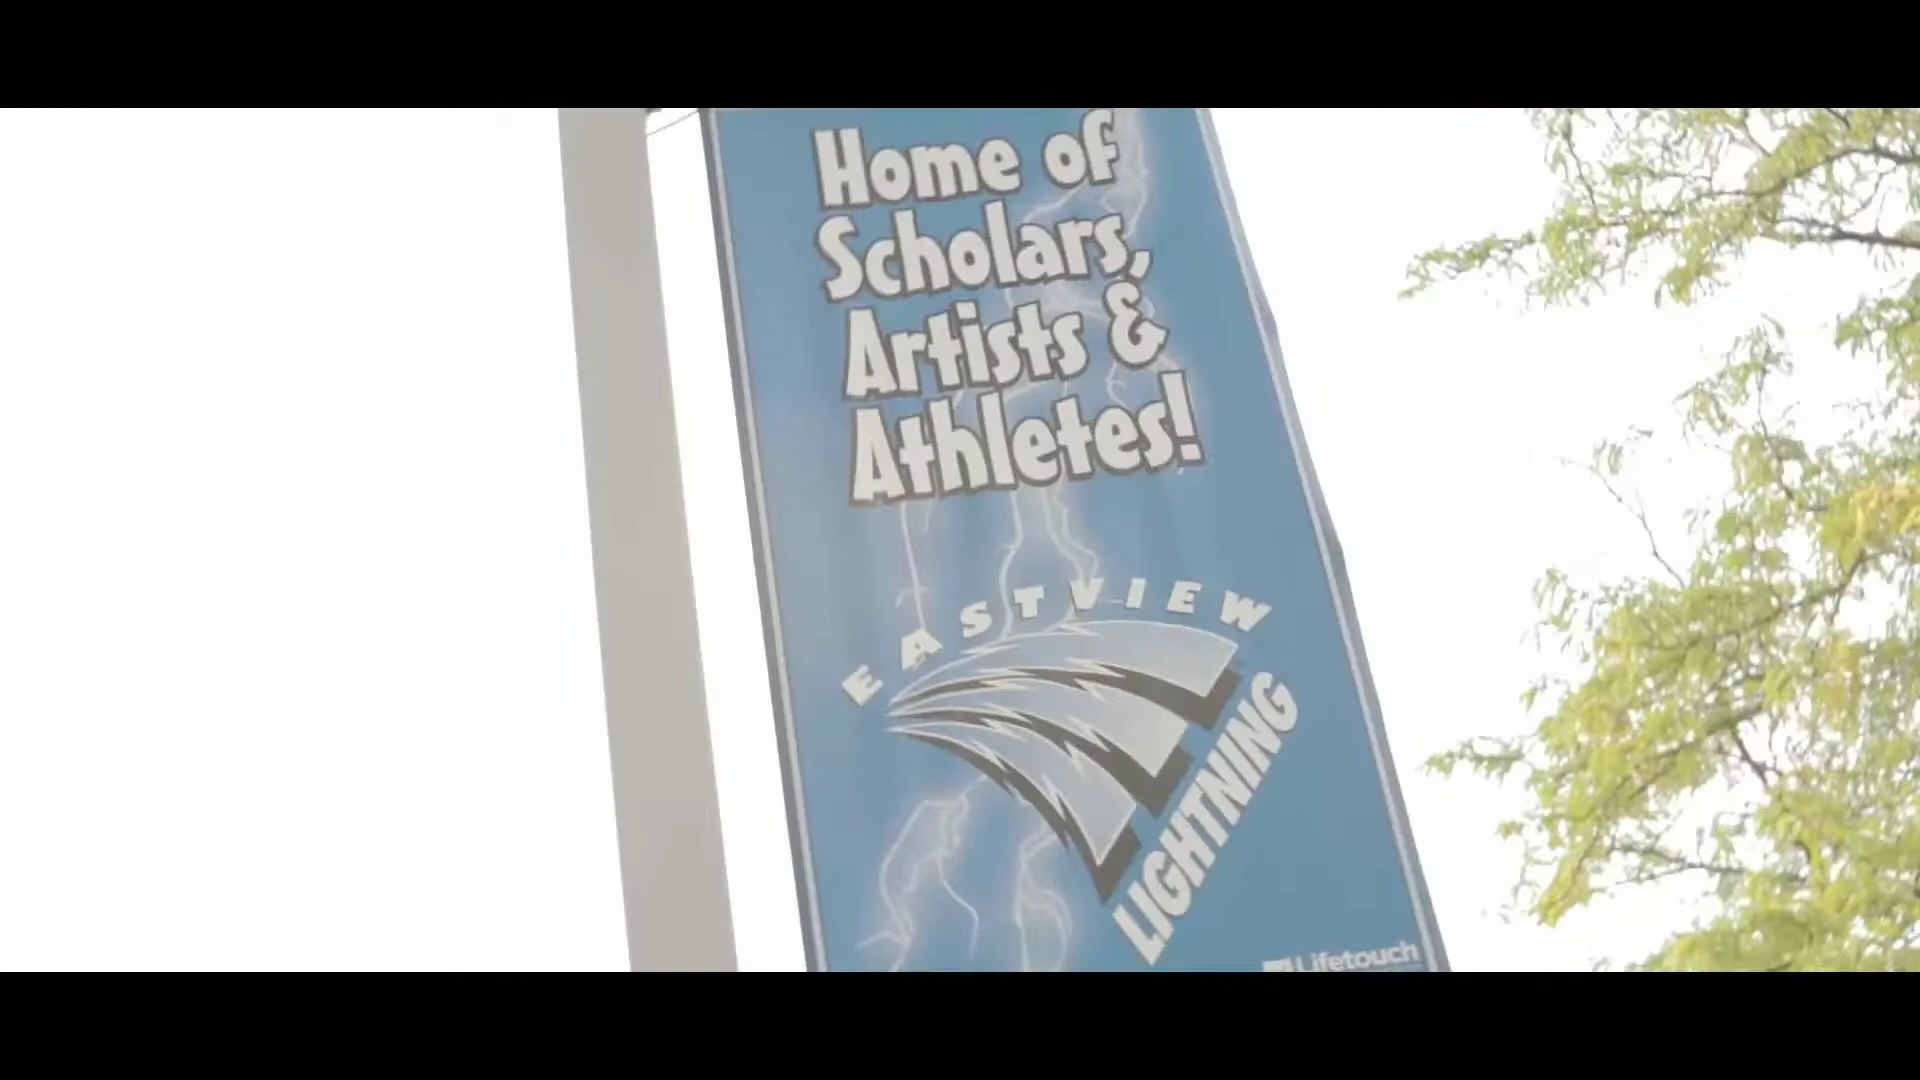 Home of
Scholars,
Artists &
Athletes!
EASTVIEW
LIGHTNING
Lifetouch